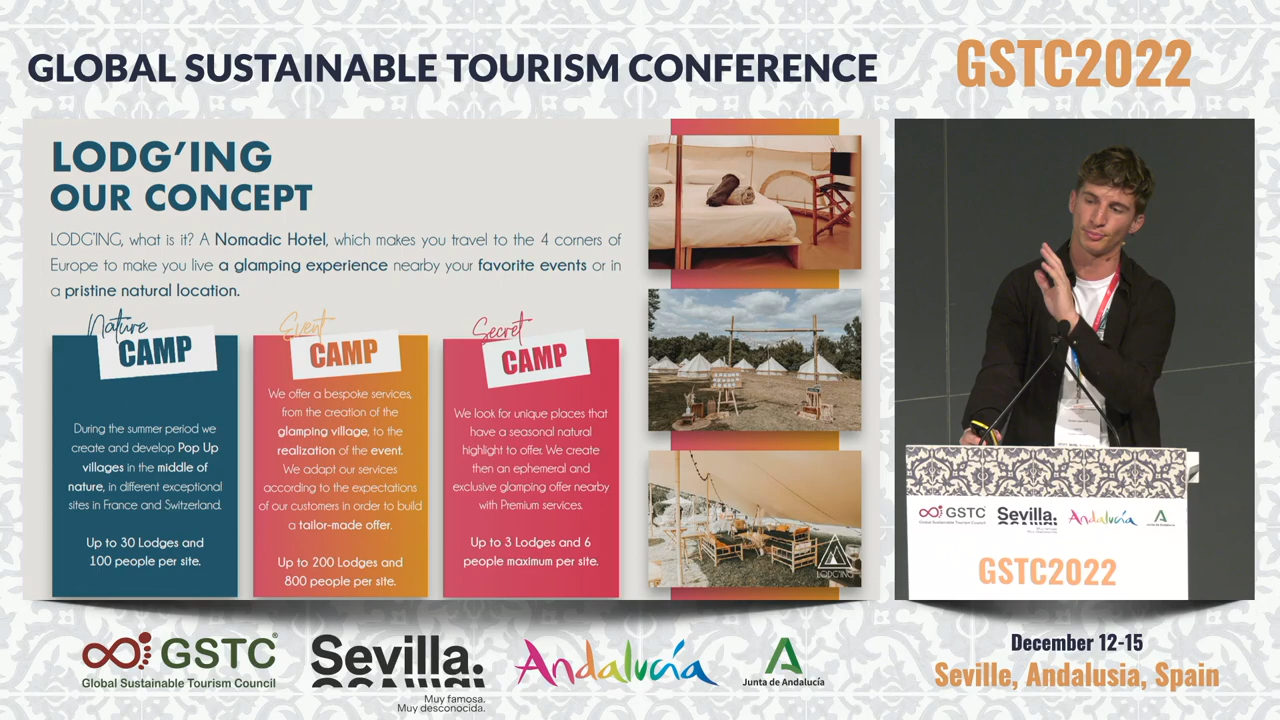 GLOBAL SUSTAINABLE TOURISM CONFERENCE
GSTC2022
LODG'ING
OUR CONCEPT
LODG'ING, what is it? A Nomadic Hotel, which makes you travel to the 4 corners of
Europe to make you live a glamping experience nearby your favorite events or in
a pristine natural location.
Nature
CAMP
During the summer period we
create and develop Pop Up
villages in the middle of
nature, in different exceptional
sites in France and Switzerland.
Up to 30 Lodges and
100 people per site.
Event
CAMP
We offer a bespoke services,
from the creation of the
glamping village, to the
realization of the event.
We adapt our services
according to the expectations
of our customers in order to build
a tailor-made offer.
Up to 200 Lodges and
800 people per site.
Secret
CAMP
We look for unique places that
have a seasonal natural
highlight to offer. We create
then an ephemeral and
exclusive glamping offer nearby
with Premium services.
Up to 3 Lodges and 6
people maximum per site.
LODG'ING
GSTC
Global Sustainable Tourism Council
Sevilla.
Andalucía
Junta de Andalucía
GSTC2022
GSTC®
Global Sustainable Tourism Council
Sevilla.
Muy famosa.
Muy desconocida.
Andalucía
Junta de Andalucía
December 12-15
Seville, Andalusia, Spain